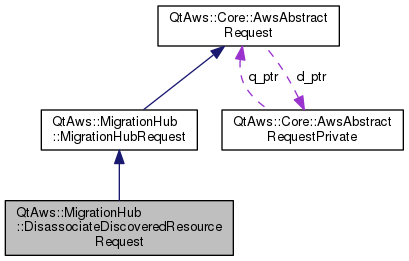 QtAws::Core::AwsAbstract
Request
q_ptr
d_ptr
QtAws::MigrationHub
::MigrationHubRequest
QtAws::Core::AwsAbstract
RequestPrivate
QtAws::MigrationHub
::DisassociateDiscoveredResource
Request